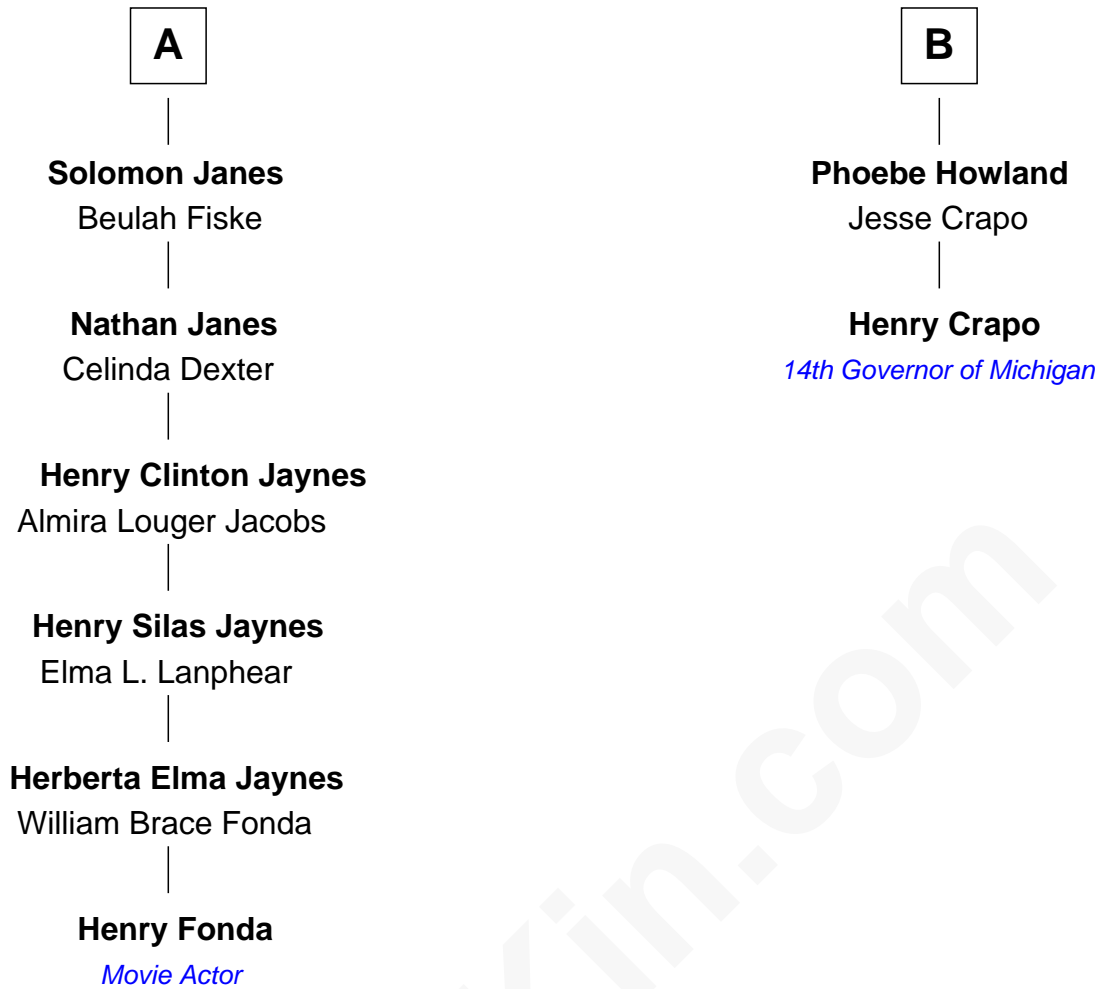 A
Solomon Janes
Beulah Fiske
Nathan Janes
Celinda Dexter
Henry Clinton Jaynes
Almira Louger Jacobs
Henry Silas Jaynes
Elma L. Lanphear
Herberta Elma Jaynes
William Brace Fonda
Henry Fonda
Movie Actor
B
Phoebe Howland
Jesse Crapo
Henry Crapo
14th Governor of Michigan
Kin.com